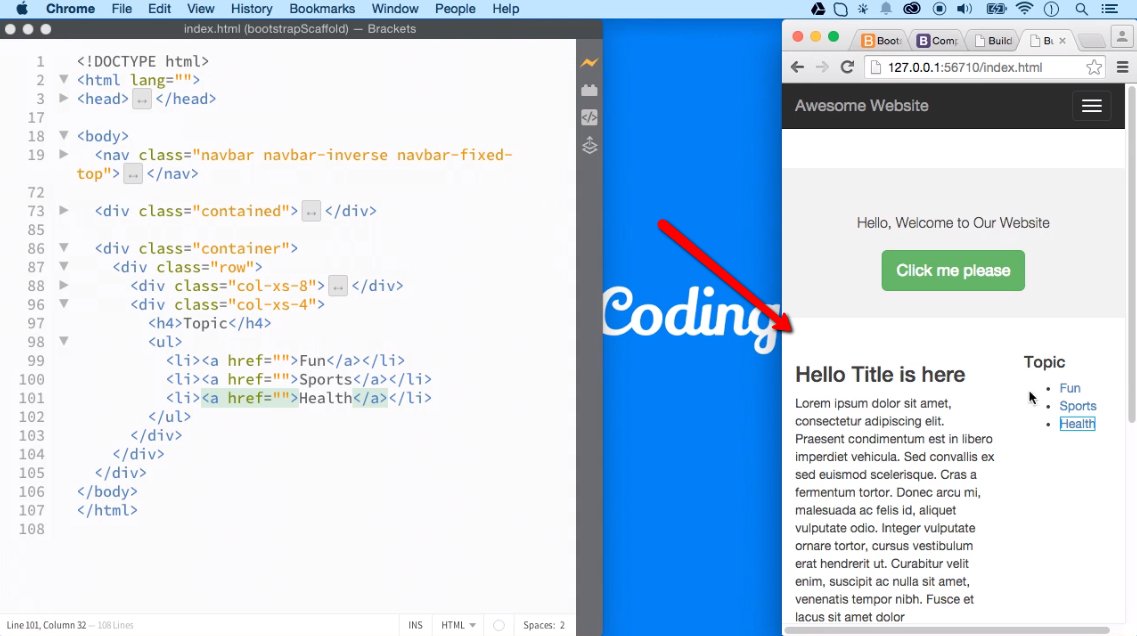 Chrome File Edit View History Bookmarks Window People Help
index.html (bootstrapScaffold) — Brackets
1 <!DOCTYPE html>
2 <html lang="">
3 <head> ↔ </head>
17
18 <body>
19 <nav class="navbar navbar-inverse navbar-fixed-
top"> ↔ </nav>
72
73 <div class="contained"> ↔ </div>
85
86 <div class="container">
87 <div class="row">
88 <div class="col-xs-8"> ↔ </div>
96 <div class="col-xs-4">
97 <h4>Topic</h4>
98 <ul>
99 <li><a href="">Fun</a></li>
100 <li><a href="">Sports</a></li>
101 <li><a href="">Health</a></li>
102 </ul>
103 </div>
104 </div>
105 </div>
106 </body>
107 </html>
108
Line 101, Column 32 — 108 Lines
INS HTML Spaces: 2
Coding
Boots Comp Build Bu
127.0.0.1:56710/index.html
Awesome Website
Hello, Welcome to Our Website
Click me please
Hello Title is here
Lorem ipsum dolor sit amet,
consectetur adipiscing elit.
Praesent condimentum est in libero
imperdiet vehicula. Sed convallis ex
sed euismod scelerisque. Cras a
fermentum tortor. Donec arcu mi,
malesuada ac felis id, aliquet
vulputate odio. Integer vulputate
ornare tortor, cursus vestibulum
erat hendrerit ut. Curabitur velit
enim, suscipit ac nulla sit amet,
venenatis tempor nibh. Fusce et
lacus sit amet dolor
Topic
Fun
Sports
Health